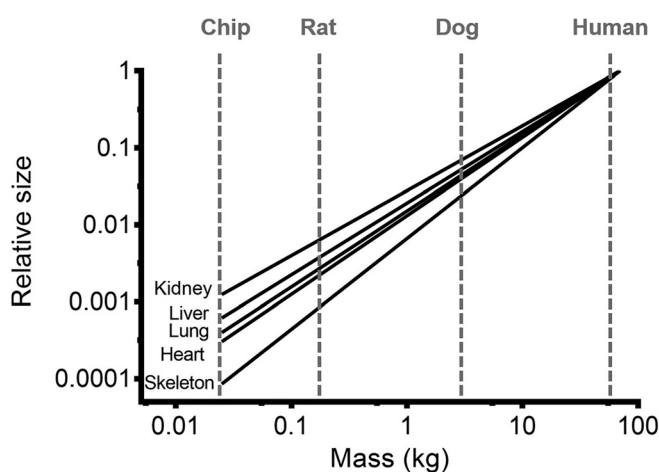 Chip Rat Dog Human
Relative size
1
0.1
0.01
0.001
0.0001
Kidney
Liver
Lung
Heart
Skeleton
0.01 0.1 1 10 100
Mass (kg)